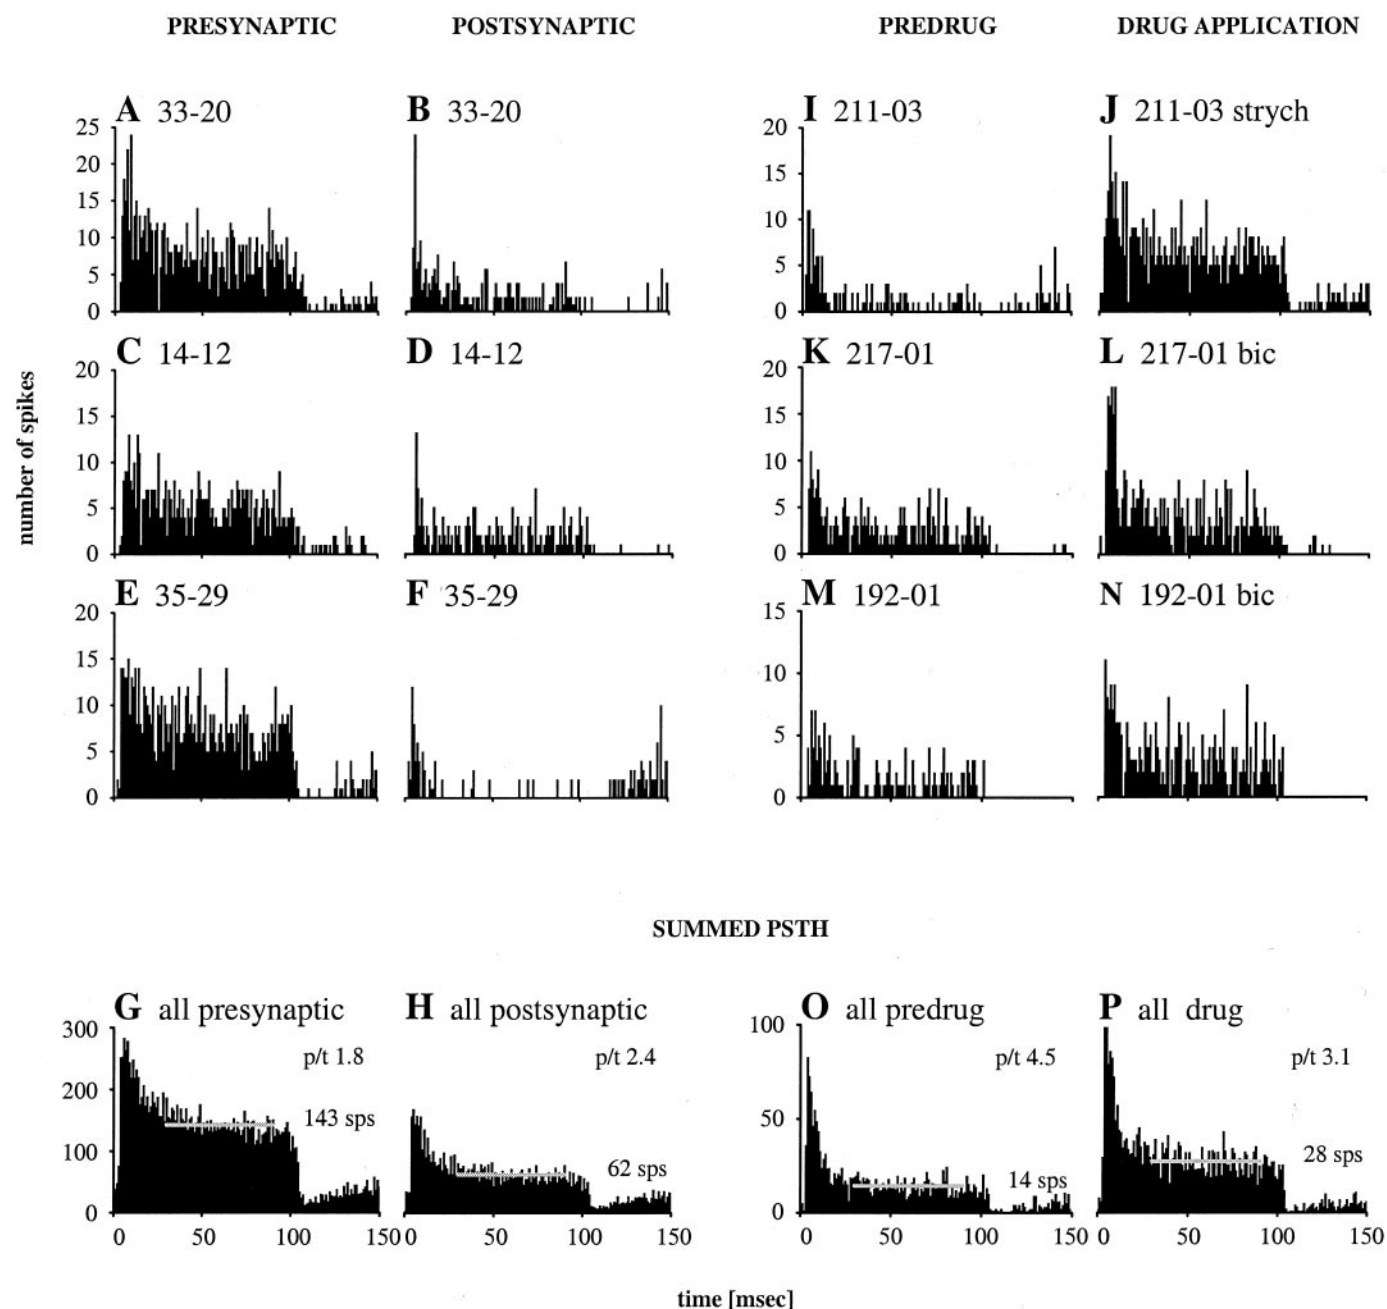 PRESYNAPTIC POSTSYNAPTIC PREDRUG DRUG APPLICATION
A 33-20 B 33-20 I 211-03 J 211-03 strych
25 20
20
15 15
10 10
5 5
0 0
C 14-12 D 14-12 K 217-01 L 217-01 bic
20 20
15 15
10 10
5 5
0 0
number of spikes
E 35-29 F 35-29 M 192-01 N 192-01 bic
20 15
15
10 10
5 5
0 0
SUMMED PSTH
G all presynaptic H all postsynaptic O all predrug P all drug
300 100
p/t 1.8 p/t 2.4 p/t 4.5 p/t 3.1
200
143 sps 50
100 62 sps 14 sps 28 sps
0 0
0 50 100 150 0 50 100 150 0 50 100 150 0 50 100 150
time [msec]